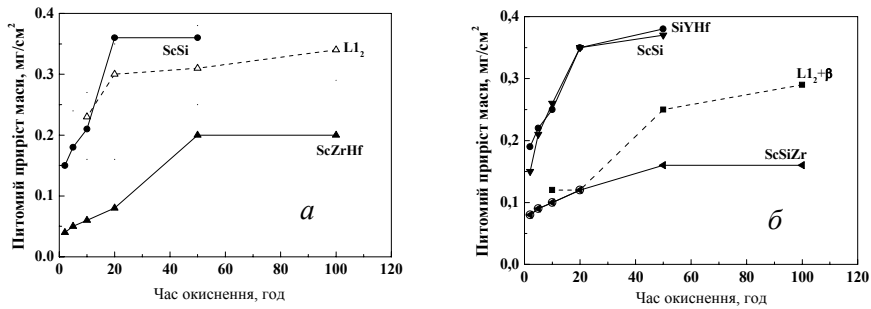 Питомий приріст маси, мг/см²
0.4
0.3
0.2
0.1
0.0
ScSi
L1₂
ScZrHf
а
0 20 40 60 80 100 120
Час окиснення, год
Питомий приріст маси, мг/см²
0,4
0,3
0,2
0,1
0,0
SiYHf
ScSi
L1₂+β
ScSiZr
б
0 20 40 60 80 100 120
Час окиснення, год